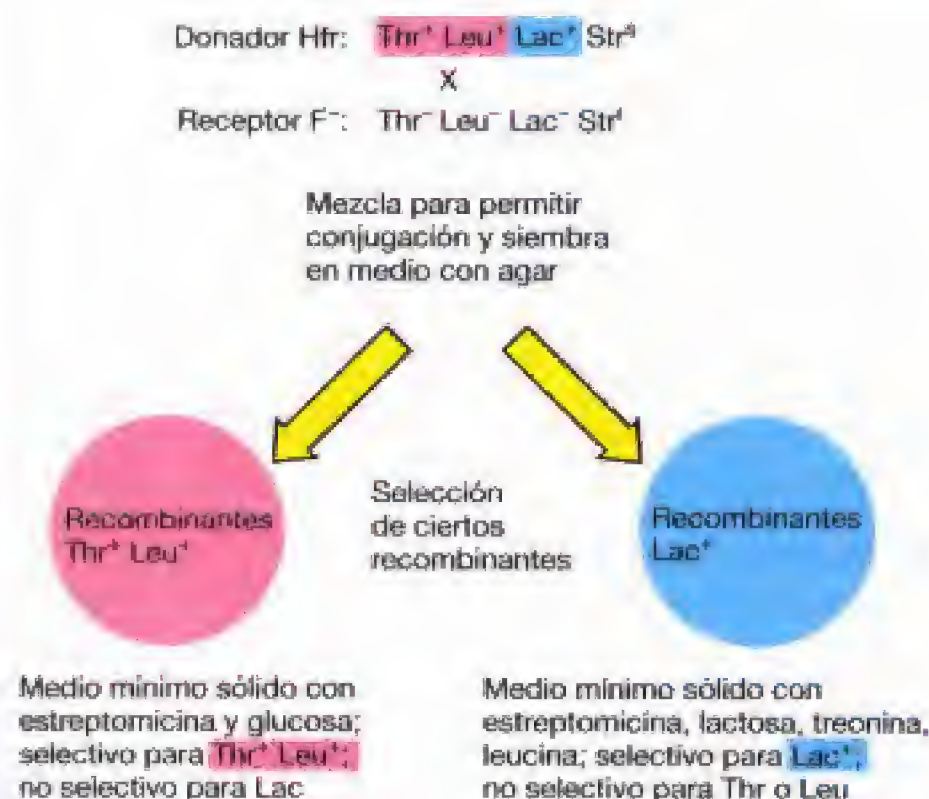 Donador Hfr: Thr⁺ Leu⁺ Lac⁺ Strˢ
X
Receptor F⁻: Thr⁻ Leu⁻ Lac⁻ Strʳ
Mezcla para permitir
conjugación y siembra
en medio con agar
Recombinantes
Thr⁺ Leu⁺
Selección
de ciertos
recombinantes
Recombinantes
Lac⁺
Medio mínimo sólido con
estreptomicina y glucosa;
selectivo para Thr⁺ Leu⁺;
no selectivo para Lac
Medio mínimo sólido con
estreptomicina, lactosa, treonina,
leucina; selectivo para Lac⁺;
no selectivo para Thr o Leu